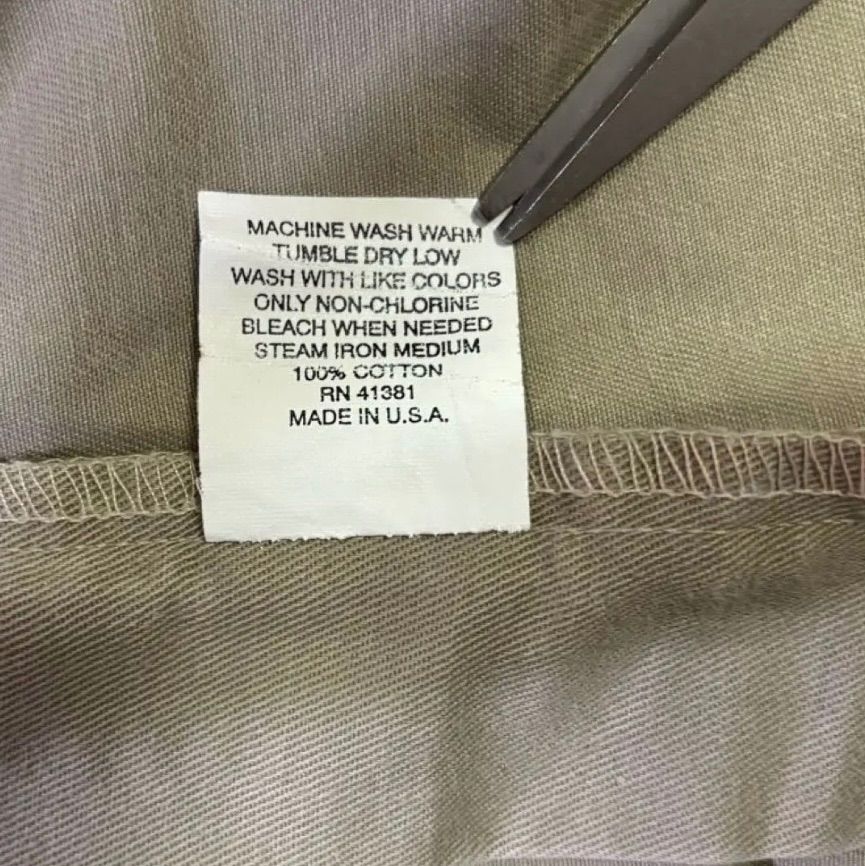 MACHINE WASH WARM
TUMBLE DRY LOW
WASH WITH LIKE COLORS
ONLY NON-CHLORINE
BLEACH WHEN NEEDED
STEAM IRON MEDIUM
100% COTTON
RN 41381
MADE IN U.S.A.